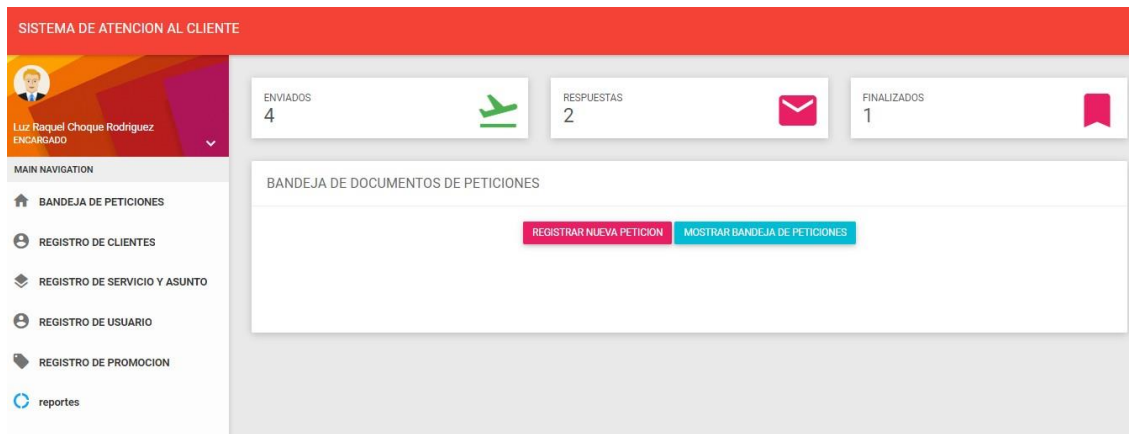 SISTEMA DE ATENCION AL CLIENTE
Luz Raquel Choque Rodriguez
ENCARGADO
MAIN NAVIGATION
BANDEJA DE PETICIONES
REGISTRO DE CLIENTES
REGISTRO DE SERVICIO Y ASUNTO
REGISTRO DE USUARIO
REGISTRO DE PROMOCION
reportes
ENVIADOS
4
RESPUESTAS
2
FINALIZADOS
1
BANDEJA DE DOCUMENTOS DE PETICIONES
REGISTRAR NUEVA PETICION
MOSTRAR BANDEJA DE PETICIONES